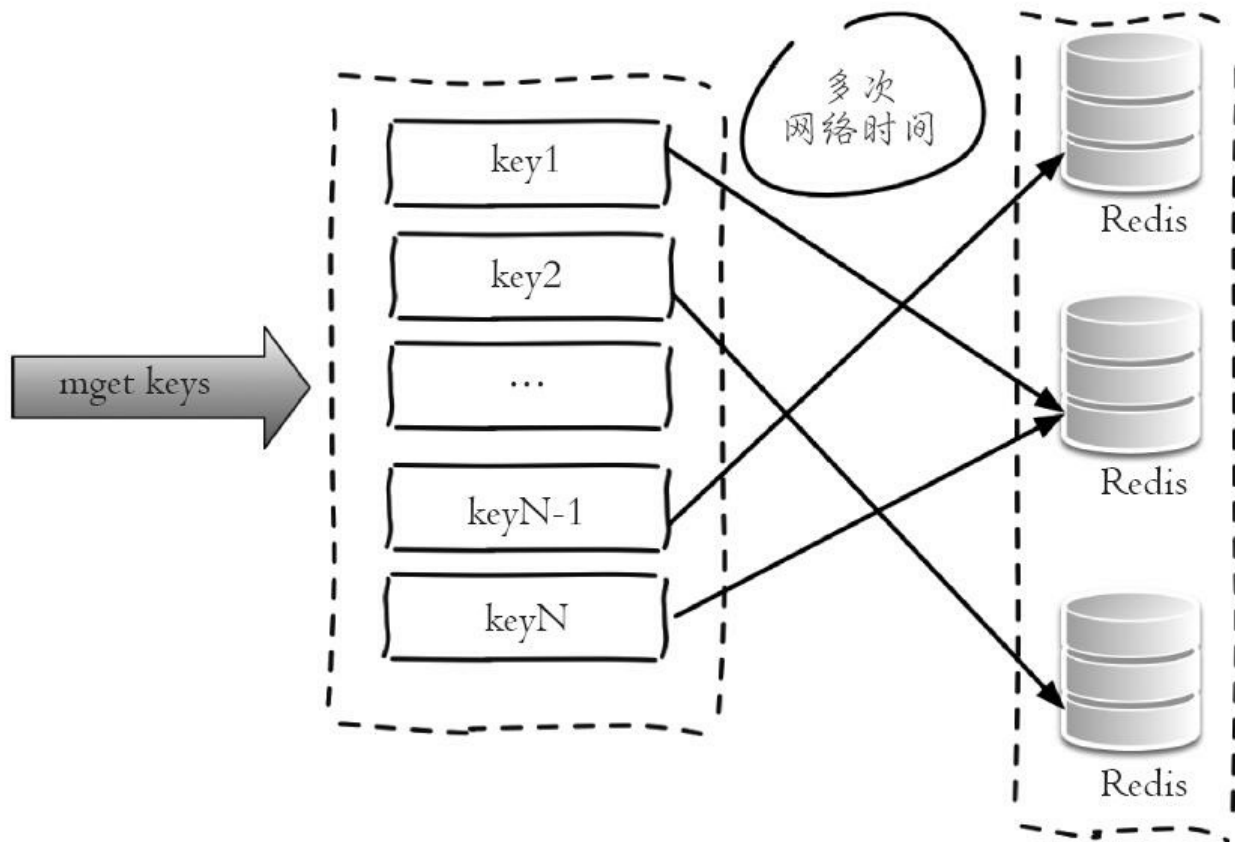 多次
网络时间
key1
key2
...
keyN-1
keyN
mget keys
Redis
Redis
Redis